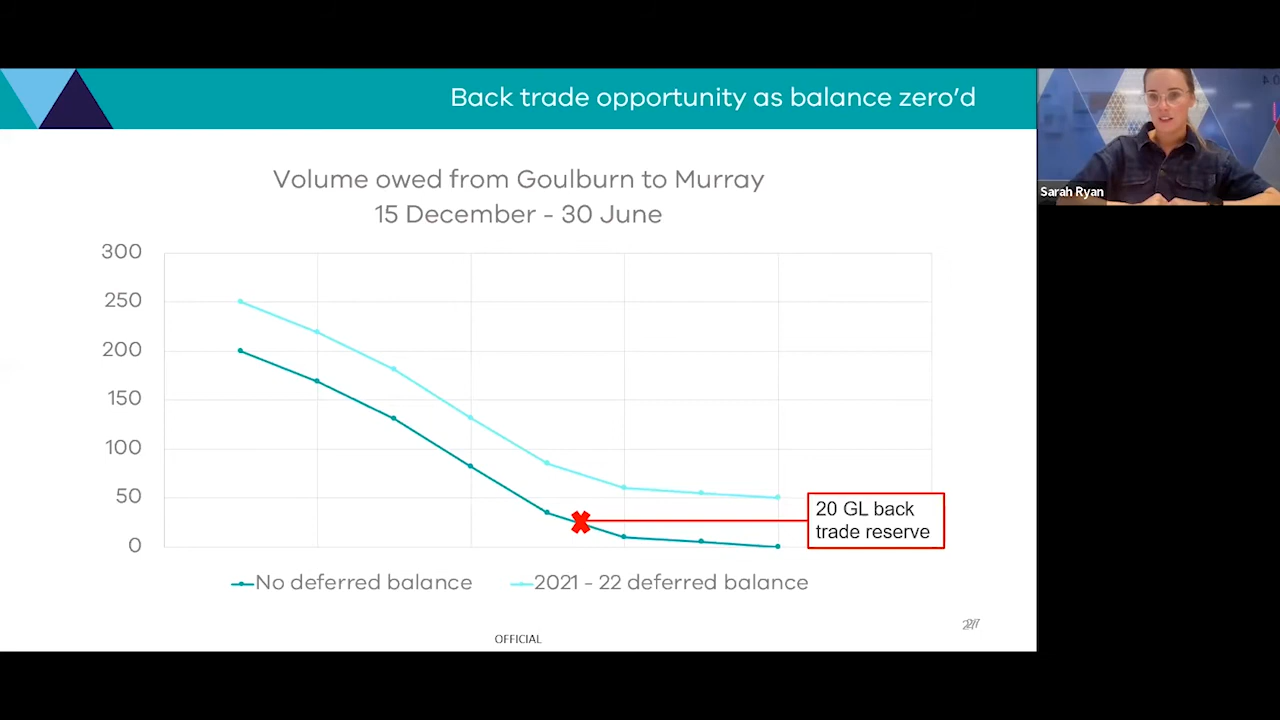 Back trade opportunity as balance zero'd
Sarah Ryan
Volume owed from Goulburn to Murray
15 December - 30 June
300
250
200
150
100
50
0
20 GL back
trade reserve
No deferred balance
2021 - 22 deferred balance
OFFICIAL